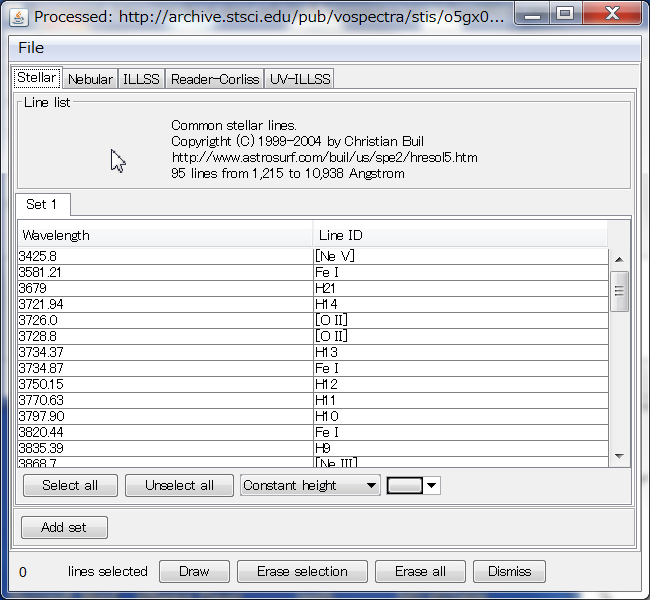 Processed: http://archive.stsci.edu/pub/vospectra/stis/o5gx0...
File
Stellar Nebular ILLSS Reader-Corliss UV-ILLSS
Line list
Common stellar lines.
Copyright (C) 1999-2004 by Christian Buil
http://www.astrosurf.com/buil/us/spe2/hresol5.htm
95 lines from 1,215 to 10,938 Angstrom
Set 1
Wavelength Line ID
3425.8 [Ne V]
3581.21 Fe I
3679 H21
3721.94 H14
3726.0 [O II]
3728.8 [O II]
3734.37 H13
3734.87 Fe I
3750.15 H12
3770.63 H11
3797.90 H10
3820.44 Fe I
3835.39 H9
3868.7 [Ne III]
Select all Unselect all Constant height
Add set
0 lines selected Draw Erase selection Erase all Dismiss